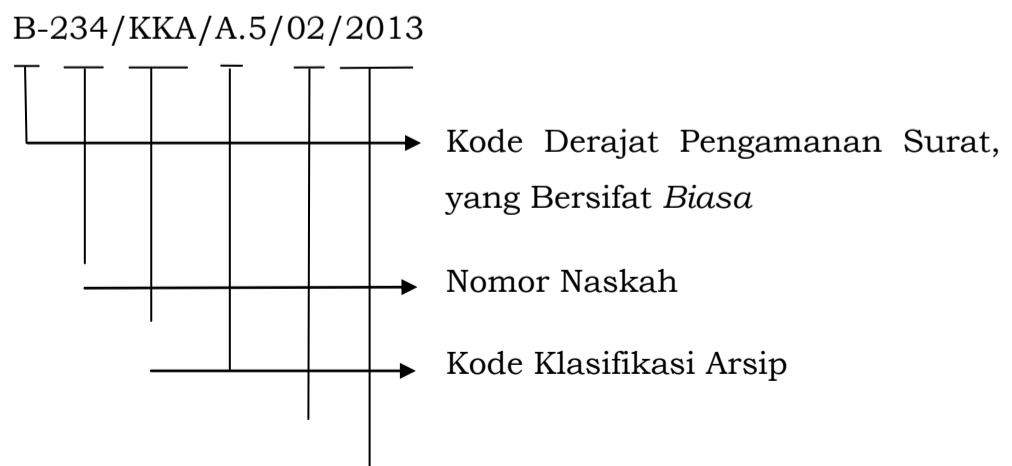 B-234/KKA/A.5/02/2013
Kode Derajat Pengamanan Surat,
yang Bersifat Biasa
Nomor Naskah
Kode Klasifikasi Arsip